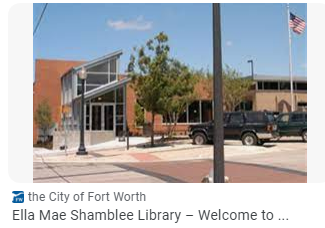 the City of Fort Worth
Ella Mae Shamblee Library – Welcome to ...